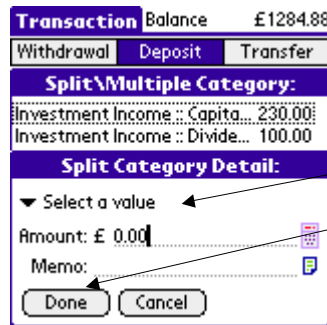 Transaction Balance £1284.88
Withdrawal Deposit Transfer
Split\Multiple Category:
Investment Income :: Capita... 230.00
Investment Income :: Divide... 100.00
Split Category Detail:
Select a value
Amount: £ 0.00
Memo:
Done Cancel